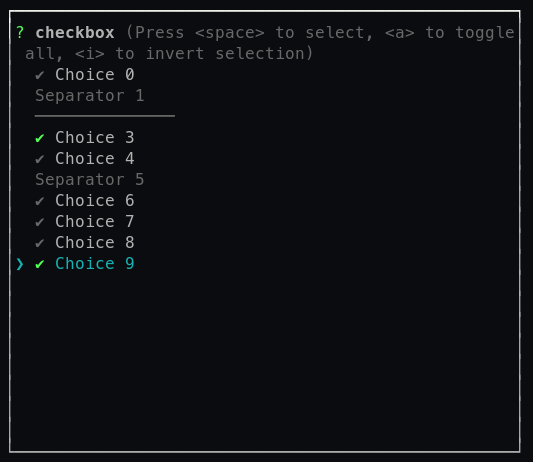 ? checkbox (Press <space> to select, <a> to toggle
all, <i> to invert selection)
✔ Choice 0
Separator 1
──────────────
✔ Choice 3
✔ Choice 4
Separator 5
✔ Choice 6
✔ Choice 7
✔ Choice 8
❯ ✔ Choice 9